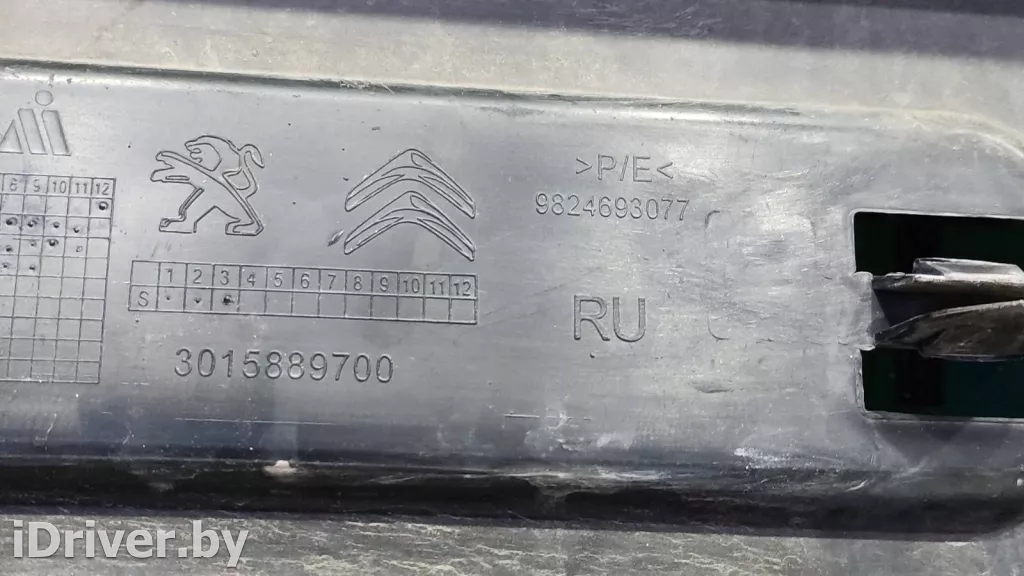 >P/E<
9824693077
6 9 10 11 12
1 2 3 4 5 6 7 8 9 10 11 12
S
RU
3015889700
iDriver.by